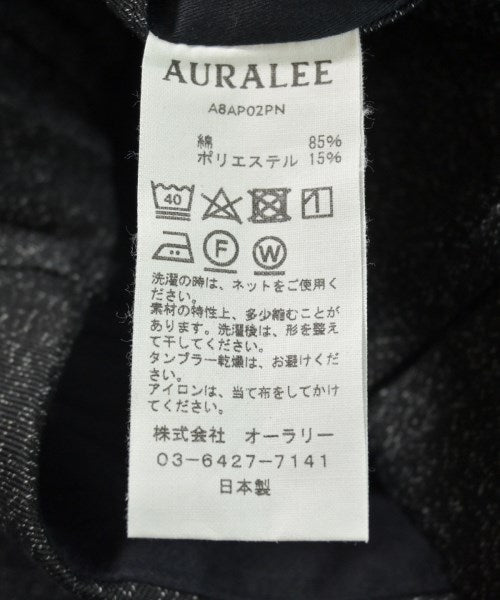 AURALEE
A8AP02PN
綿 85%
ポリエステル 15%
40
F W
洗濯の時は、ネットをご使用く
ださい。
素材の特性上、多少縮むことが
あります。洗濯後は、形を整え
て干してください。
タンブラー乾燥は、お避けくだ
さい。
アイロンは、当て布をしてかけ
てください。
株式会社 オーラリー
03-6427-7141
日本製